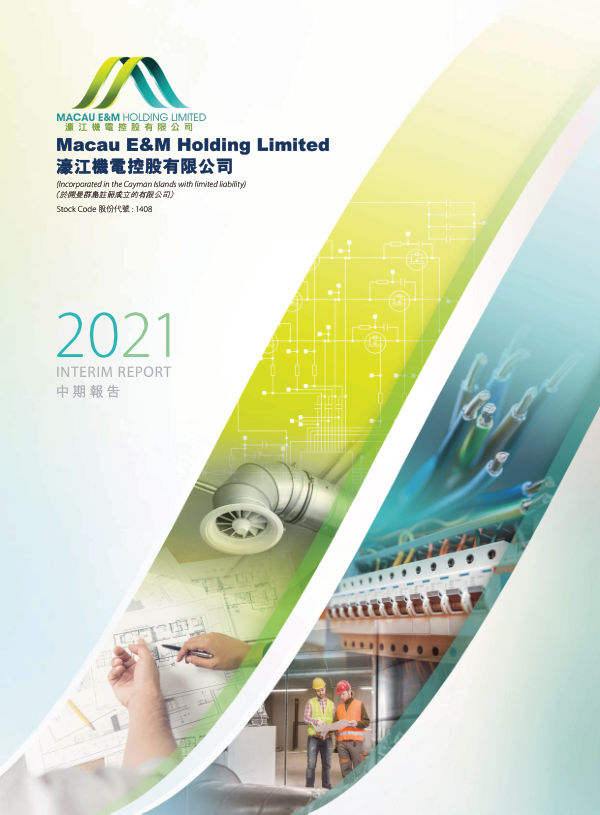 MACAU E&M HOLDING LIMITED
濠江機電控股有限公司
Macau E&M Holding Limited
濠江機電控股有限公司
(Incorporated in the Cayman Islands with limited liability)
（於開曼群島註冊成立的有限公司）
Stock Code 股份代號 : 1408
2021
INTERIM REPORT
中期報告